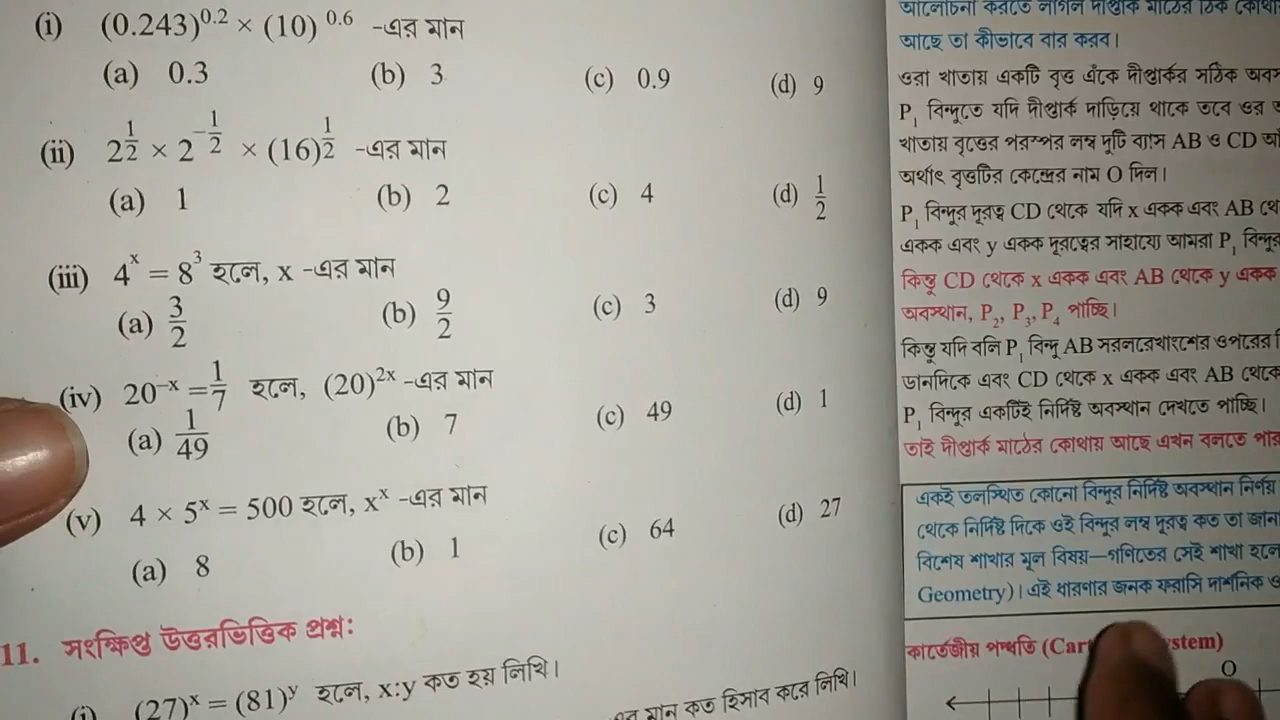 (i) (0.243)^0.2 × (10)^0.6 -এর মান
(a) 0.3 (b) 3 (c) 0.9 (d) 9
(ii) 2^(1/2) × 2^(-1/2) × (16)^(1/2) -এর মান
(a) 1 (b) 2 (c) 4 (d) 1/2
(iii) 4^x = 8^3 হলে, x -এর মান
(a) 3/2 (b) 9/2 (c) 3 (d) 9
(iv) 20^-x = 1/7 হলে, (20)^2x -এর মান
(a) 1/49 (b) 7 (c) 49 (d) 1
(v) 4 × 5^x = 500 হলে, x^x -এর মান
(a) 8 (b) 1 (c) 64 (d) 27
11. সংক্ষিপ্ত উত্তরভিত্তিক প্রশ্ন:
(i) (27)^x = (81)^y হলে, x:y কত হয় লিখি।
মান কত হিসাব করে লিখি।
আলোচনা করতে লাগল দীপ্তার্ক মাঠের ঠিক
আছে তা কীভাবে বার করব।
ওরা খাতায় একটি বৃত্ত এঁকে দীপ্তার্কর সঠিক
P₁ বিন্দুতে যদি দীপ্তার্ক দাড়িয়ে থাকে তবে ওর
খাতায় বৃত্তের পরস্পর লম্ব দুটি ব্যাস AB ও CD
অর্থাৎ বৃত্তটির কেন্দ্রের নাম O দিল।
P₁ বিন্দুর দূরত্ব CD থেকে যদি x একক এবং AB
একক এবং y একক দূরত্বের সাহায্যে আমরা P₁
কিন্তু CD থেকে x একক এবং AB থেকে y একক
অবস্থান, P₂, P₃, P₄ পাচ্ছি।
কিন্তু যদি বলি P₁ বিন্দু AB সরলরেখাংশের ওপরের
ডানদিকে এবং CD থেকে x একক এবং AB থেকে
P₁ বিন্দুর একটিই নির্দিষ্ট অবস্থান দেখতে পাচ্ছি।
তাই দীপ্তার্ক মাঠের কোথায় আছে এখন বলতে
একই তলস্থিত কোনো বিন্দুর নির্দিষ্ট অবস্থান নির্ণয়
থেকে নির্দিষ্ট দিকে ওই বিন্দুর লম্ব দূরত্ব কত তা
বিশেষ শাখার মূল বিষয়—গণিতের সেই শাখা
Geometry)। এই ধারণার জনক ফরাসি দার্শনিক ও
কার্তেজীয় পদ্ধতি
O